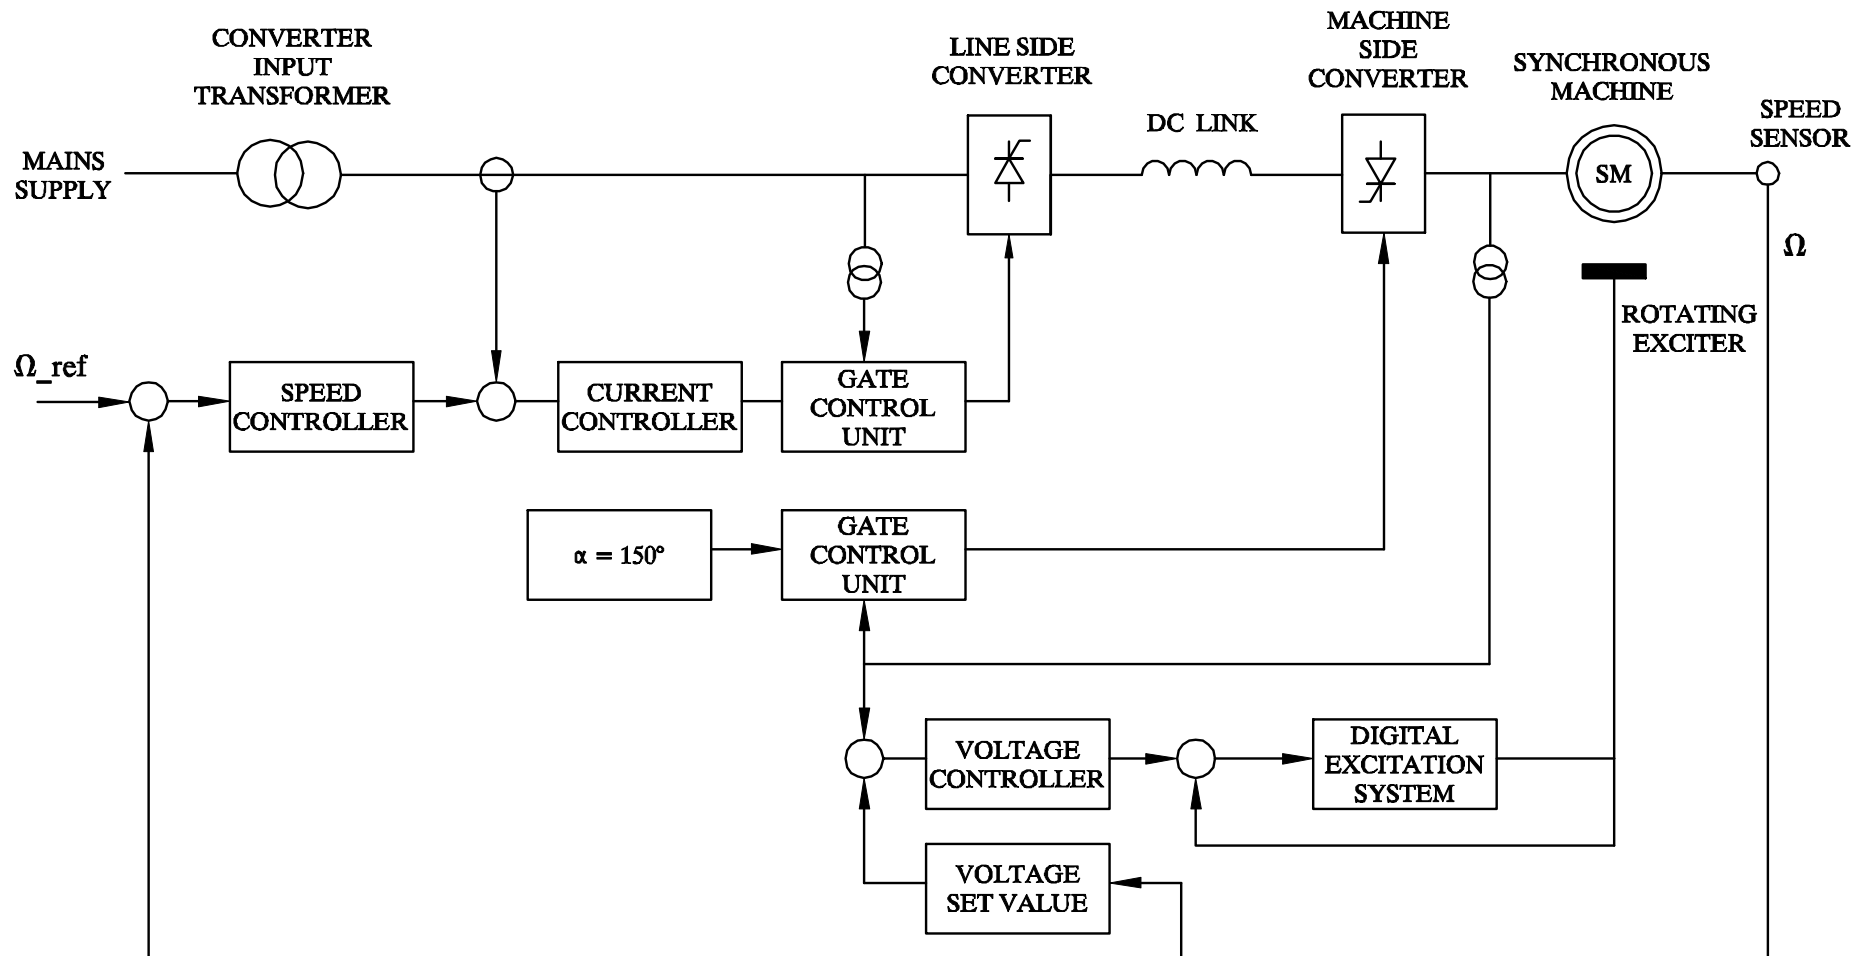 CONVERTER
INPUT
TRANSFORMER
LINE SIDE
CONVERTER
MACHINE
SIDE
CONVERTER
SYNCHRONOUS
MACHINE
SPEED
SENSOR
DC LINK
MAINS
SUPPLY
SM
Ω
ROTATING
EXCITER
Ω_ref
SPEED
CONTROLLER
CURRENT
CONTROLLER
GATE
CONTROL
UNIT
α = 150°
GATE
CONTROL
UNIT
VOLTAGE
CONTROLLER
DIGITAL
EXCITATION
SYSTEM
VOLTAGE
SET VALUE